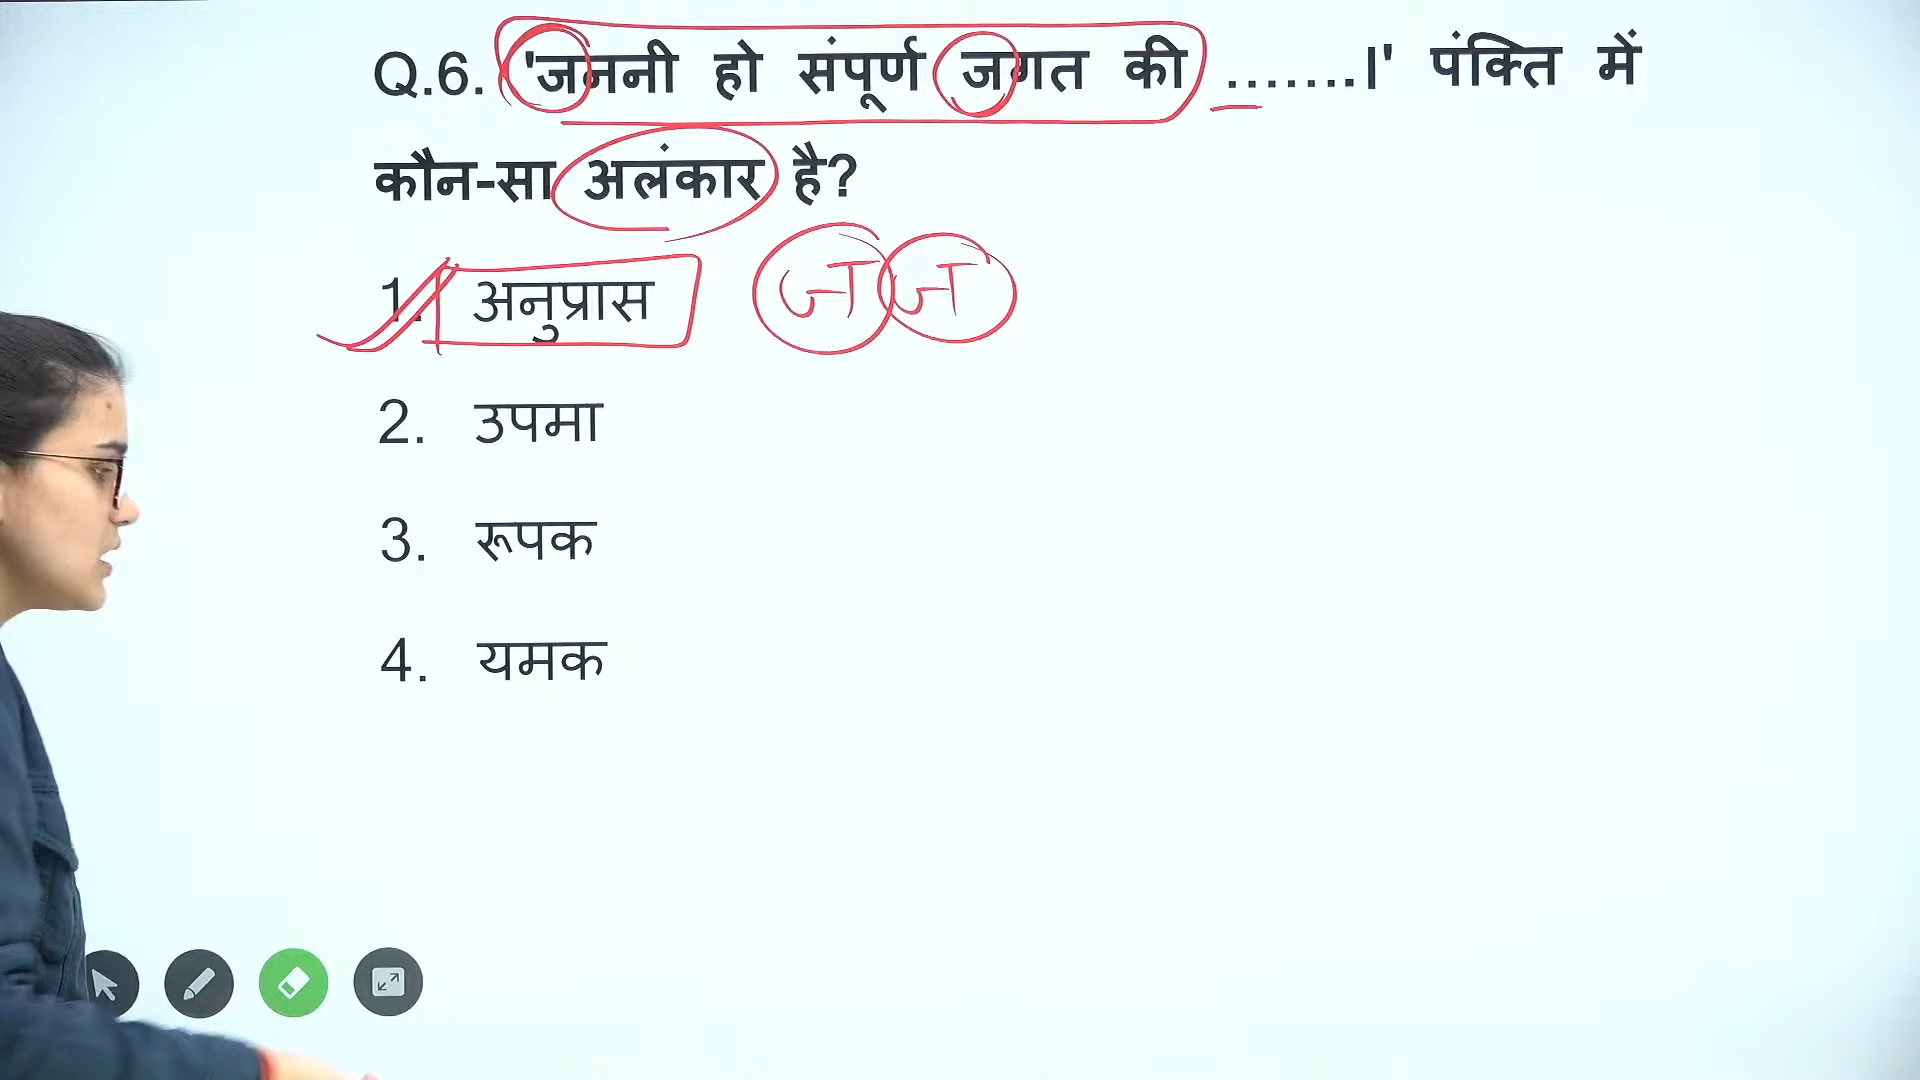 Q.6. 'जननी हो संपूर्ण जगत की .......।' पंक्ति में
कौन-सा अलंकार है?
1. अनुप्रास ज ज
2. उपमा
3. रूपक
4. यमक